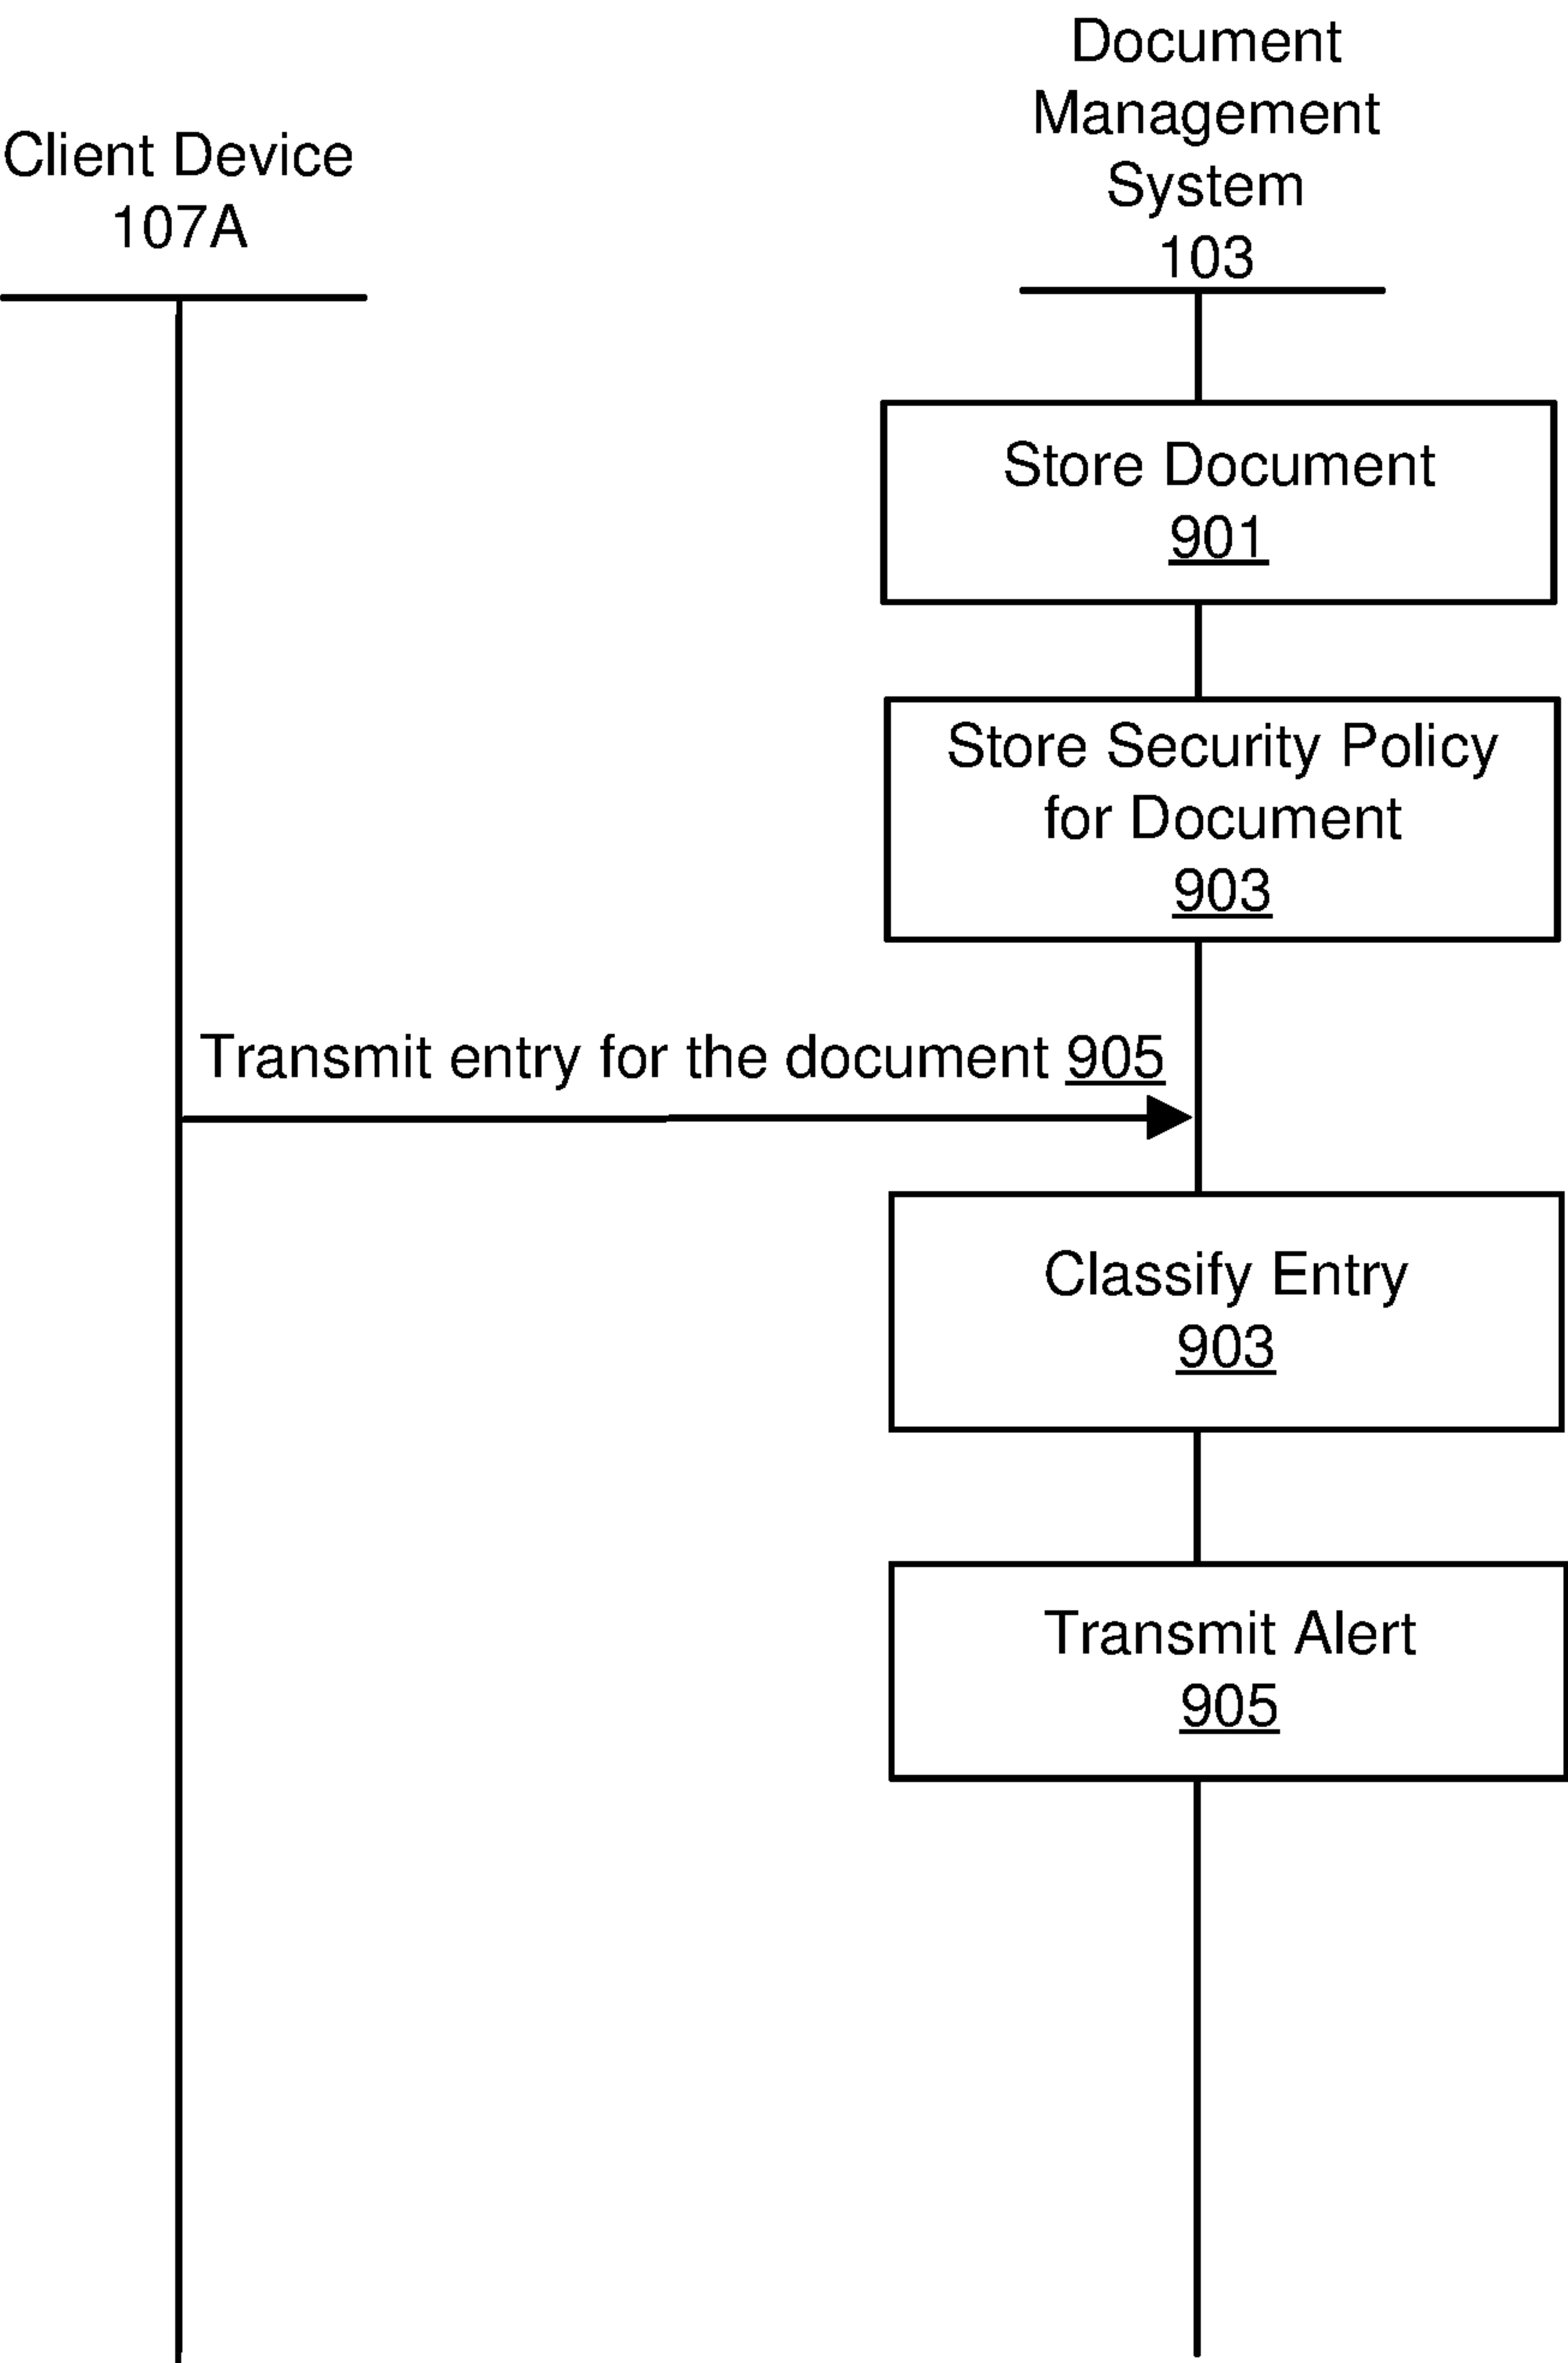 Client Device
107A
Document
Management
System
103
Store Document
901
Store Security Policy
for Document
903
Transmit entry for the document 905
Classify Entry
903
Transmit Alert
905